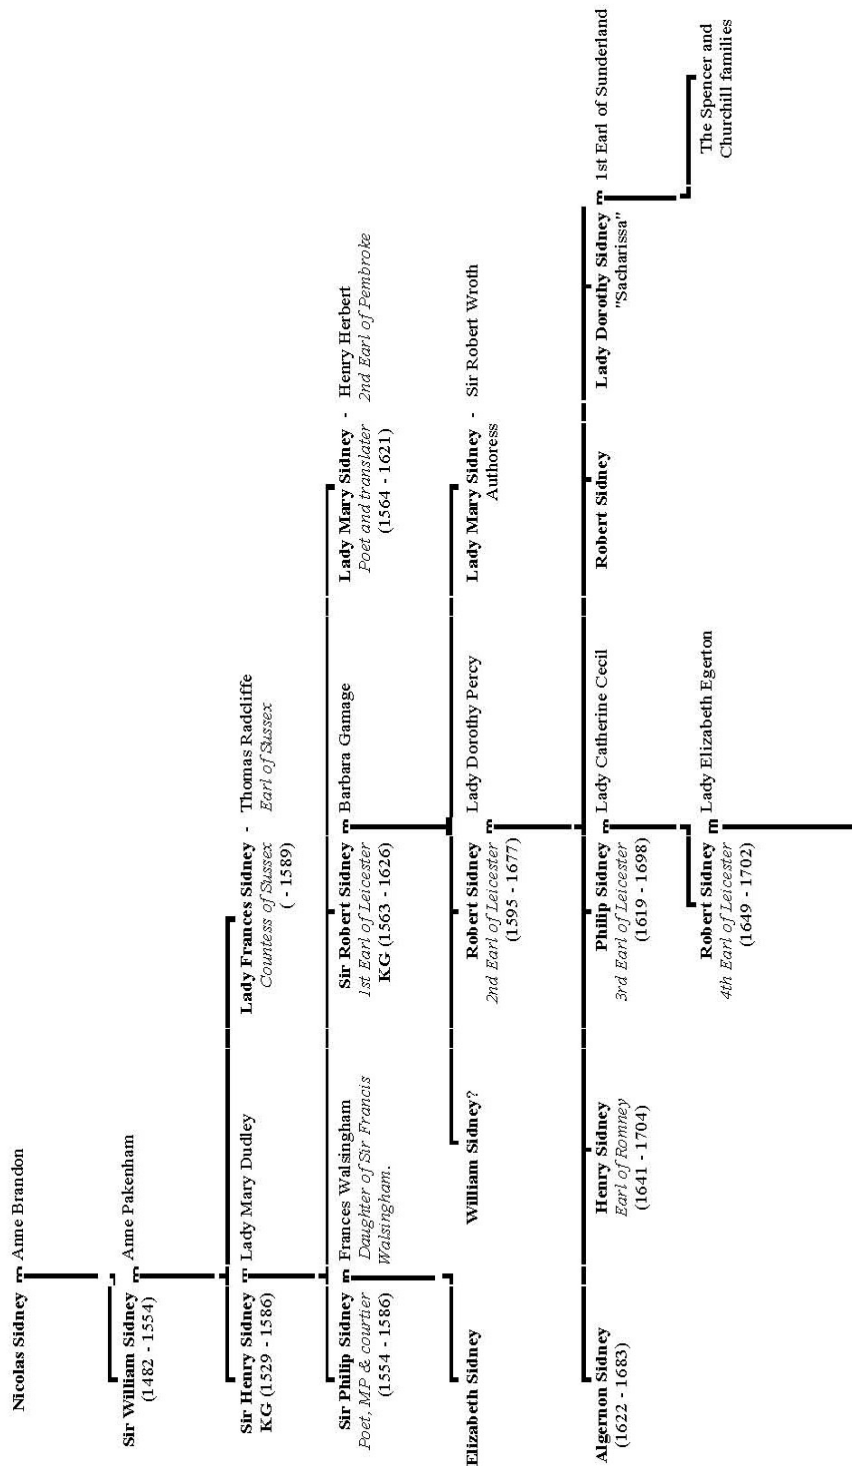 Nicolas Sidney m Anne Brandon
Sir William Sidney m Anne Pakenham
(1482 - 1554)
Sir Henry Sidney m Lady Mary Dudley
KG (1529 - 1586)
Lady Frances Sidney - Thomas Radcliffe
Countess of Sussex Earl of Sussex
( - 1589)
Sir Philip Sidney m Frances Walsingham
Poet, MP & courtier Daughter of Sir Francis
(1554 - 1586) Walsingham.
Sir Robert Sidney m Barbara Gamage
1st Earl of Leicester
KG (1563 - 1626)
Lady Mary Sidney - Henry Herbert
Poet and translater 2nd Earl of Pembroke
(1564 - 1621)
Elizabeth Sidney
William Sidney?
Robert Sidney m Lady Dorothy Percy
2nd Earl of Leicester
(1595 - 1677)
Lady Mary Sidney - Sir Robert Wroth
Authoress
Algernon Sidney
(1622 - 1683)
Henry Sidney
Earl of Romney
(1641 - 1704)
Philip Sidney m Lady Catherine Cecil
3rd Earl of Leicester
(1619 - 1698)
Robert Sidney
Lady Dorothy Sidney m 1st Earl of Sunderland
"Sacharissa"
Robert Sidney m Lady Elizabeth Egerton
4th Earl of Leicester
(1649 - 1702)
The Spencer and
Churchill families